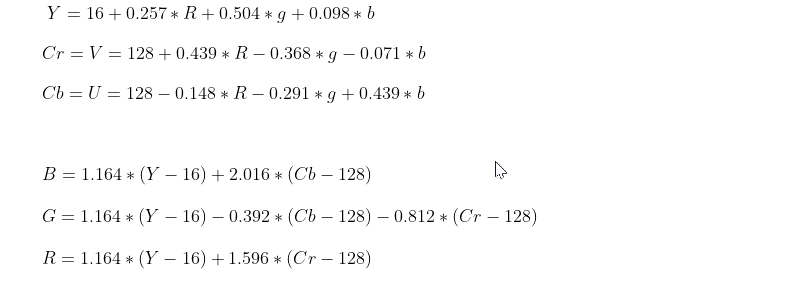 Y = 16 + 0.257 * R + 0.504 * g + 0.098 * b
Cr = V = 128 + 0.439 * R − 0.368 * g − 0.071 * b
Cb = U = 128 − 0.148 * R − 0.291 * g + 0.439 * b
B = 1.164 * (Y − 16) + 2.016 * (Cb − 128)
G = 1.164 * (Y − 16) − 0.392 * (Cb − 128) − 0.812 * (Cr − 128)
R = 1.164 * (Y − 16) + 1.596 * (Cr − 128)